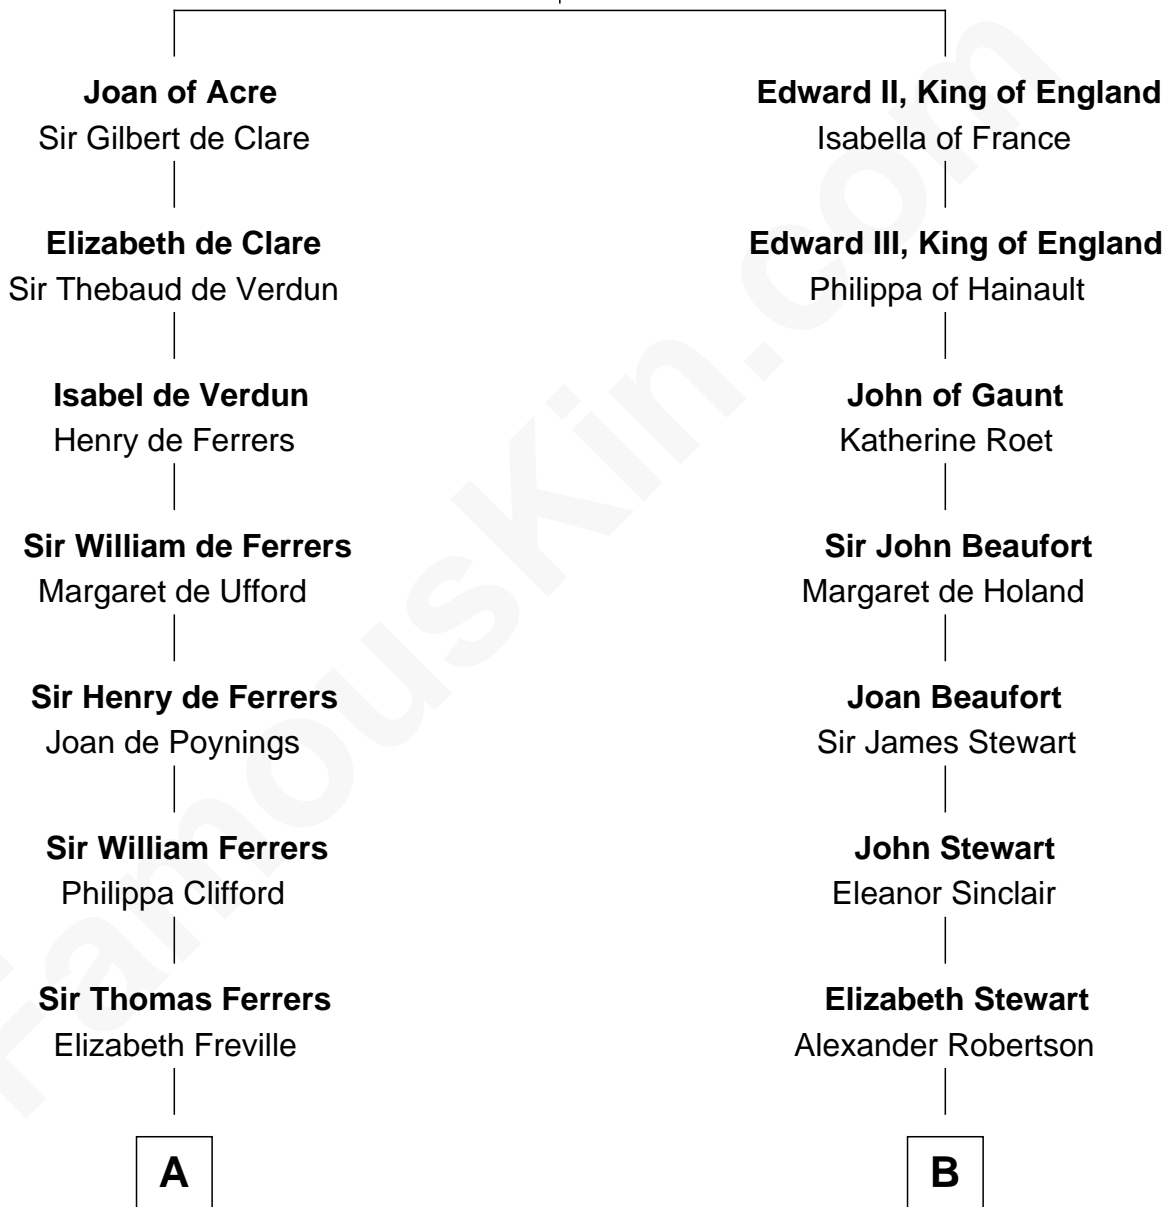 Joan of Acre
Sir Gilbert de Clare
Elizabeth de Clare
Sir Thebaud de Verdun
Isabel de Verdun
Henry de Ferrers
Sir William de Ferrers
Margaret de Ufford
Sir Henry de Ferrers
Joan de Poynings
Sir William Ferrers
Philippa Clifford
Sir Thomas Ferrers
Elizabeth Freville
A
Edward II, King of England
Isabella of France
Edward III, King of England
Philippa of Hainault
John of Gaunt
Katherine Roet
Sir John Beaufort
Margaret de Holand
Joan Beaufort
Sir James Stewart
John Stewart
Eleanor Sinclair
Elizabeth Stewart
Alexander Robertson
B
FamousKin.com